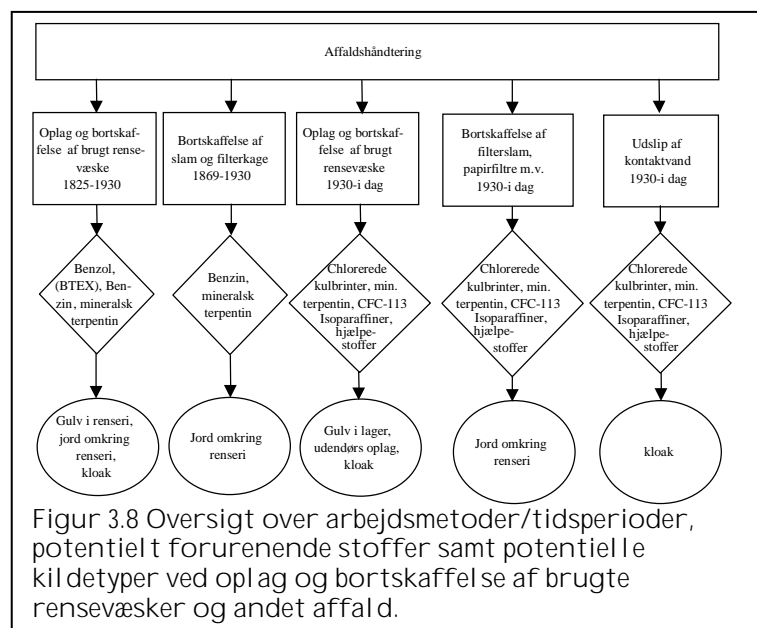 Affaldshåndtering
Oplag og bortskaf-
felse af brugt rense-
væske
1825-1930
Bortskaffelse af
slam og filterkage
1869-1930
Oplag og bortskaf-
felse af brugt
rensevæske
1930-i dag
Bortskaffelse af
filterslam,
papirfiltre m.v.
1930-i dag
Udslip af
kontaktvand
1930-i dag
Benzol,
(BTEX), Ben-
zin, mineralsk
terpentin
Benzin,
mineralsk
terpentin
Chlorerede
kulbrinter, min.
terpentin, CFC-113
Isoparaffiner,
hjælpe-
stoffer
Chlorerede
kulbrinter, min.
terpentin, CFC-113
Isoparaffiner,
hjælpe-
stoffer
Chlorerede
kulbrinter, min.
terpentin, CFC-113
Isoparaffiner,
hjælpe-
stoffer
Gulv i renseri,
jord omkring
renseri,
kloak
Jord omkring
renseri
Gulv i lager,
udendørs oplag,
kloak
Jord omkring
renseri
kloak
Figur 3.8 Oversigt over arbejdsmetoder/tidsperioder,
potentielt forurenende stoffer samt potentielle
kildetyper ved oplag og bortskaffelse af brugte
rensevæsker og andet affald.